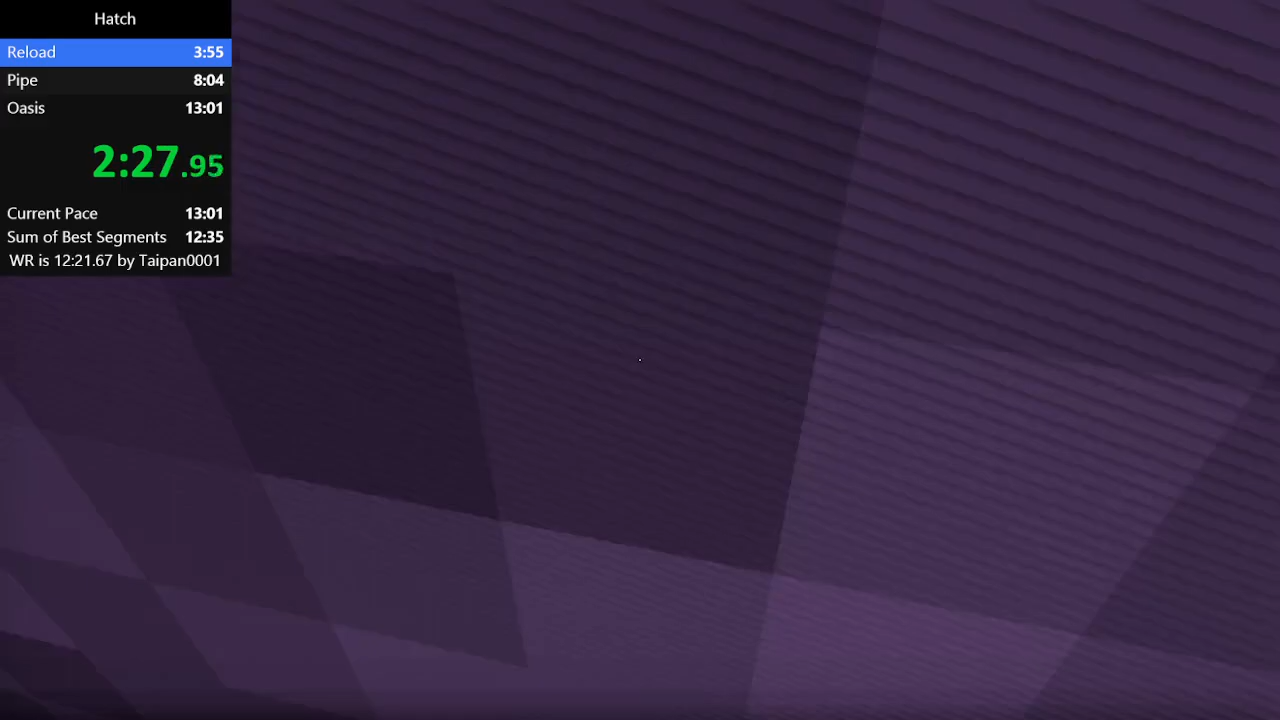 Hatch
Reload 3:55
Pipe 8:04
Oasis 13:01
2:27.95
Current Pace 13:01
Sum of Best Segments 12:35
WR is 12:21.67 by Taipan0001